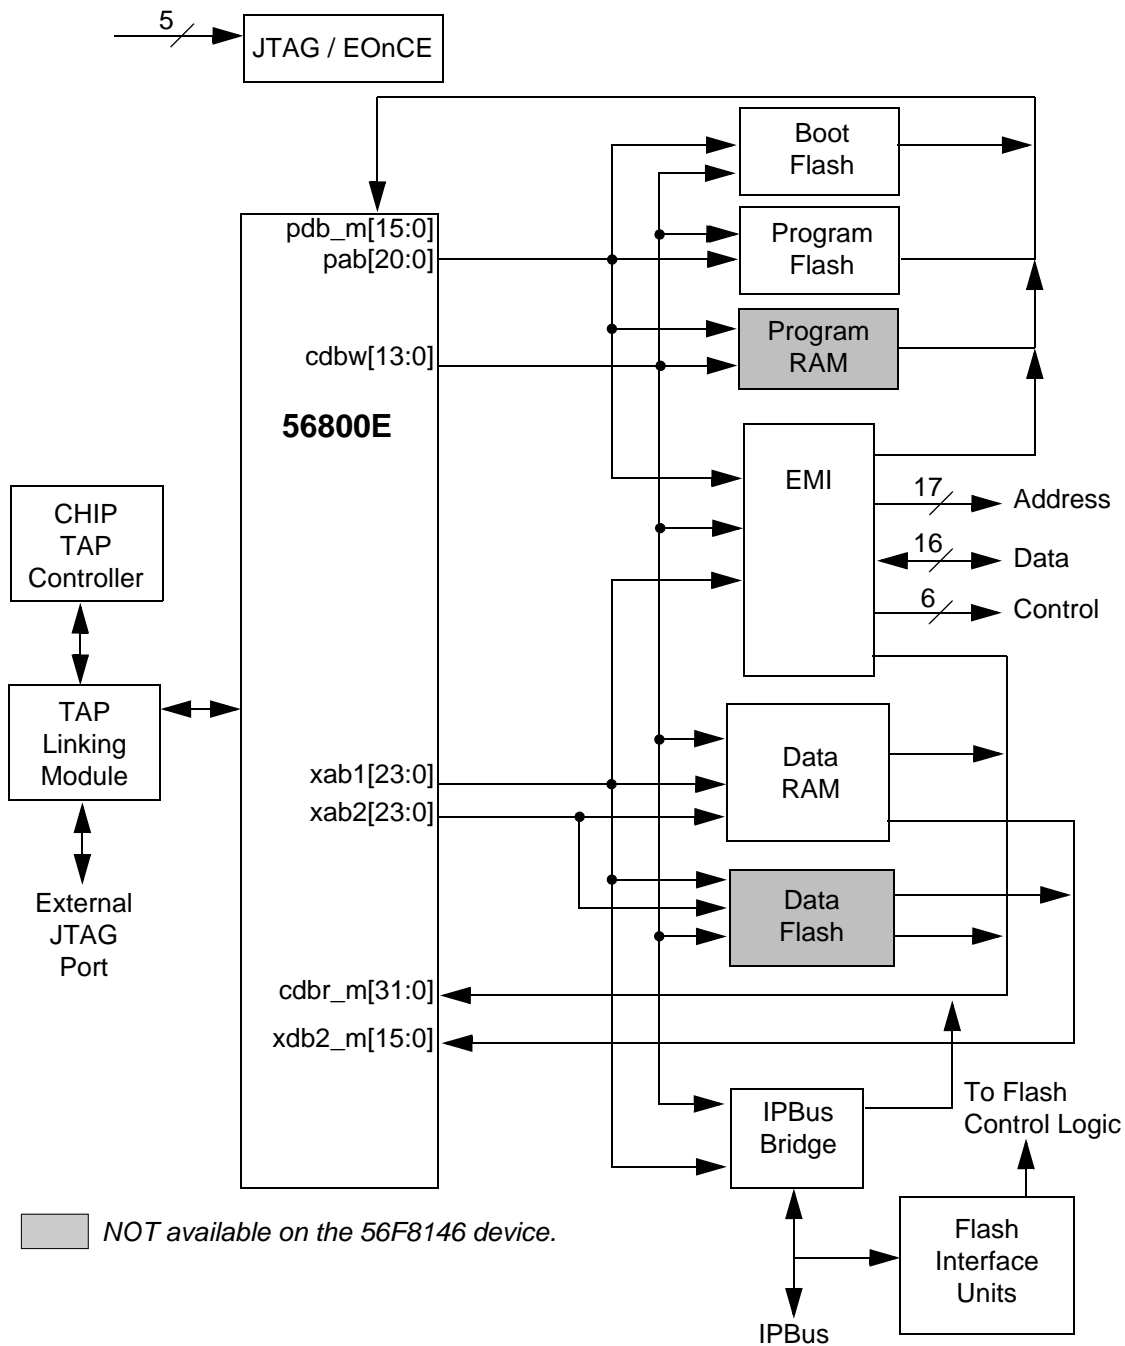 5
JTAG / EOnCE
Boot
Flash
pdb_m[15:0]
pab[20:0]
Program
Flash
cdbw[13:0]
Program
RAM
56800E
EMI
17
Address
16
Data
6
Control
CHIP
TAP
Controller
TAP
Linking
Module
External
JTAG
Port
xab1[23:0]
xab2[23:0]
Data
RAM
Data
Flash
cdbr_m[31:0]
xdb2_m[15:0]
IPBus
Bridge
To Flash
Control Logic
NOT available on the 56F8146 device.
Flash
Interface
Units
IPBus